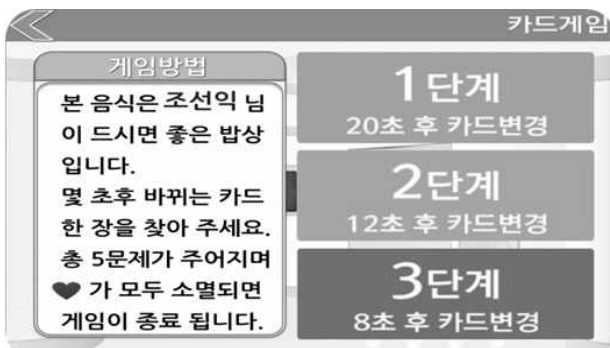 카드게임
게임방법
본 음식은 조선익 님
이 드시면 좋은 밥상
입니다.
몇 초후 바뀌는 카드
한 장을 찾아 주세요.
총 5문제가 주어지며
♥ 가 모두 소멸되면
게임이 종료 됩니다.
1단계
20초 후 카드변경
2단계
12초 후 카드변경
3단계
8초 후 카드변경